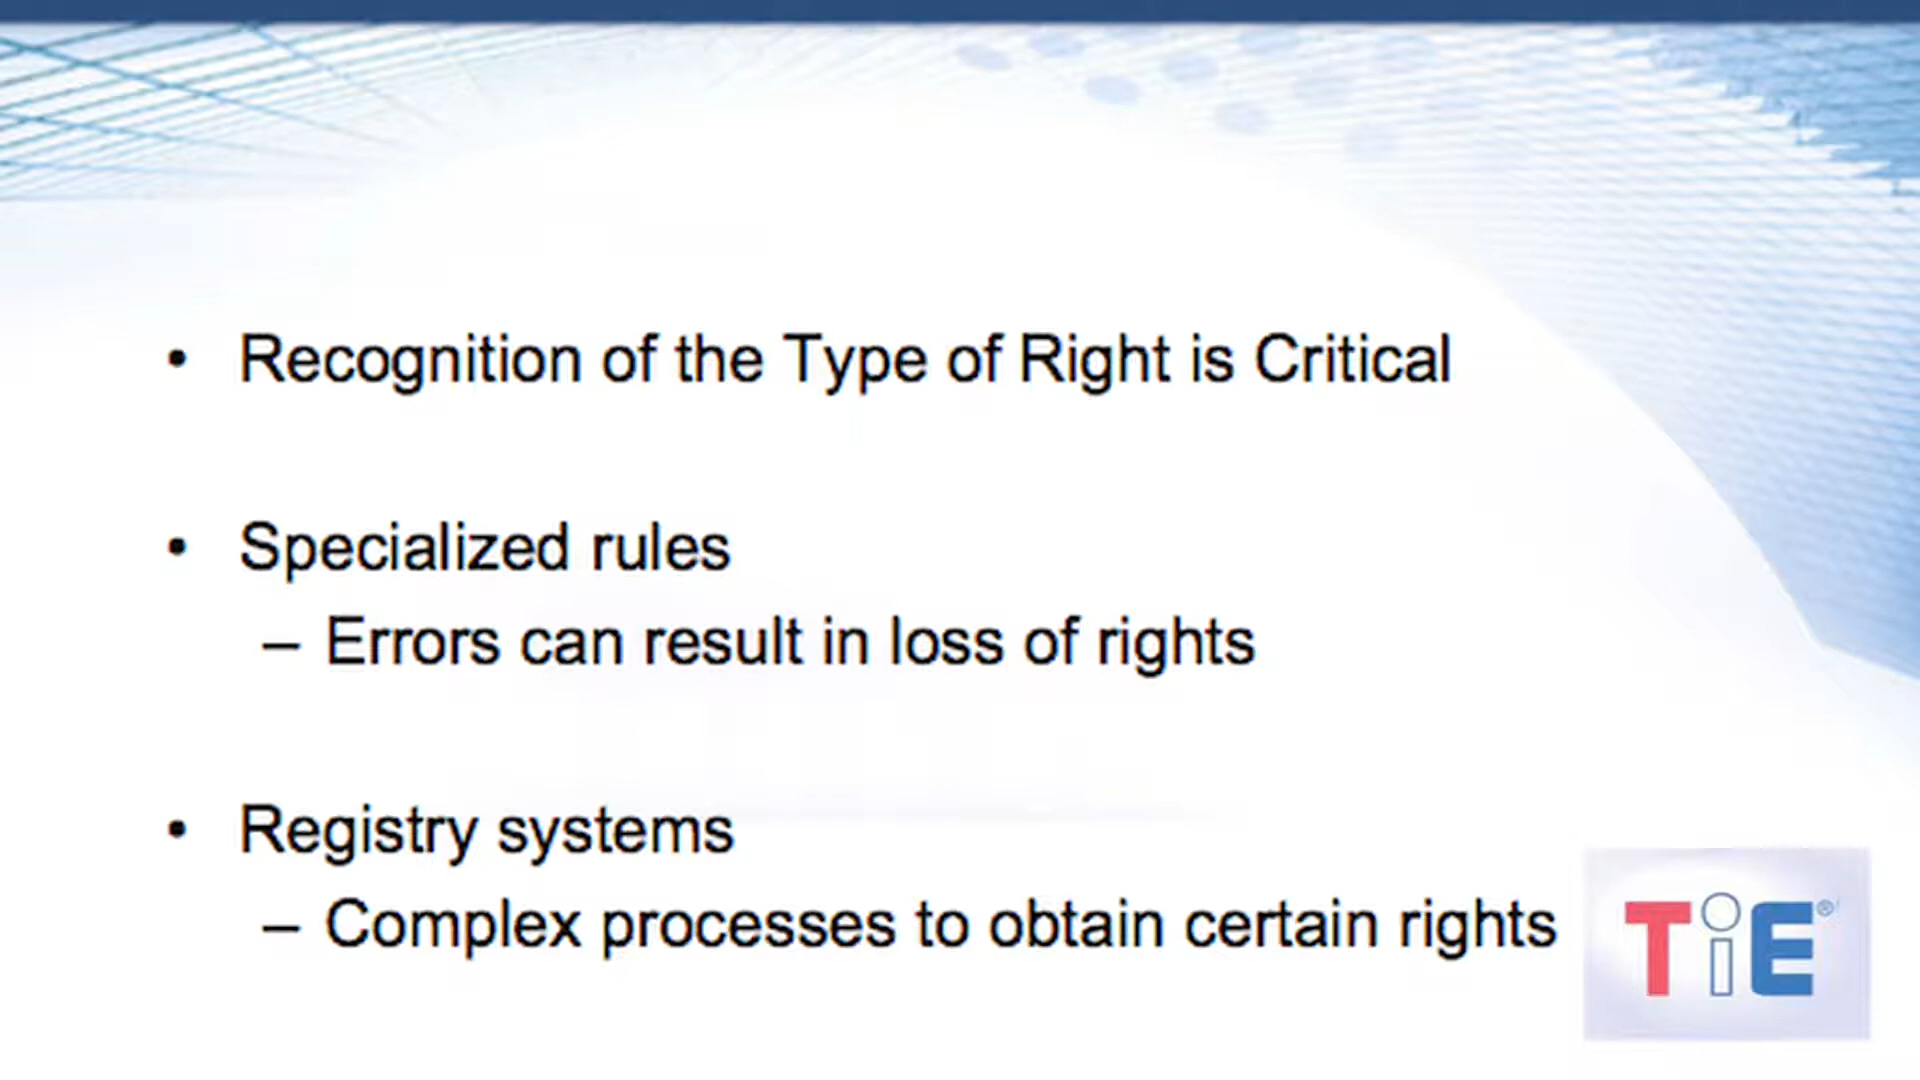 • Recognition of the Type of Right is Critical
• Specialized rules
– Errors can result in loss of rights
• Registry systems
– Complex processes to obtain certain rights
TiE®